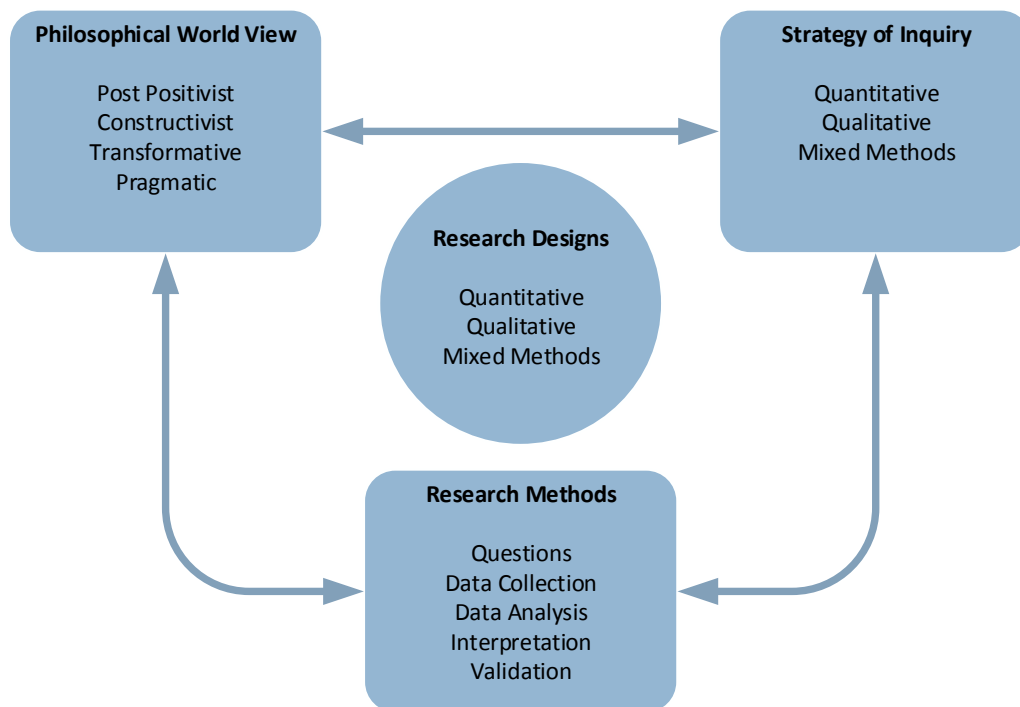 Philosophical World View
Post Positivist
Constructivist
Transformative
Pragmatic
Strategy of Inquiry
Quantitative
Qualitative
Mixed Methods
Research Designs
Quantitative
Qualitative
Mixed Methods
Research Methods
Questions
Data Collection
Data Analysis
Interpretation
Validation